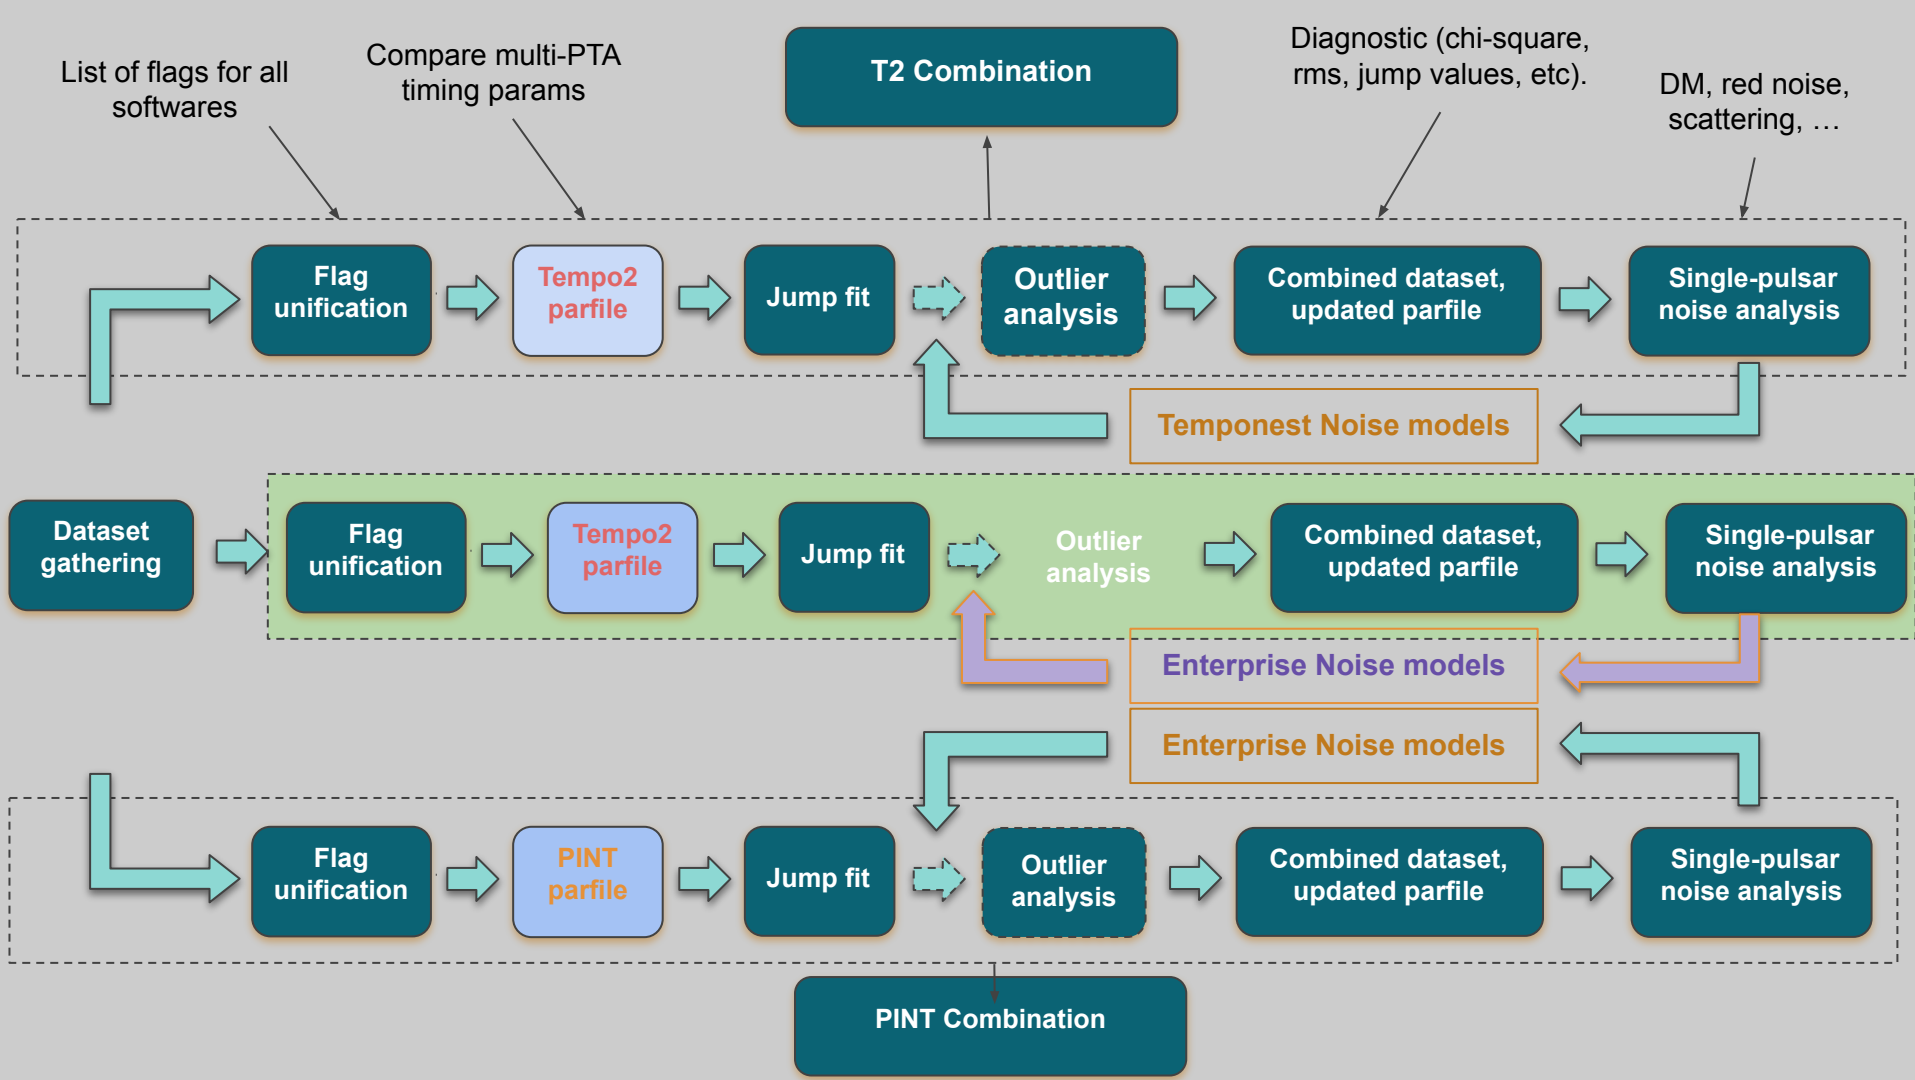 List of flags for all
softwares
Compare multi-PTA
timing params
T2 Combination
Diagnostic (chi-square,
rms, jump values, etc).
DM, red noise,
scattering, …
Flag
unification
Tempo2
parfile
Jump fit
Outlier
analysis
Combined dataset,
updated parfile
Single-pulsar
noise analysis
Temponest Noise models
Dataset
gathering
Flag
unification
Tempo2
parfile
Jump fit
Outlier
analysis
Combined dataset,
updated parfile
Single-pulsar
noise analysis
Enterprise Noise models
Enterprise Noise models
Flag
unification
PINT
parfile
Jump fit
Outlier
analysis
Combined dataset,
updated parfile
Single-pulsar
noise analysis
PINT Combination